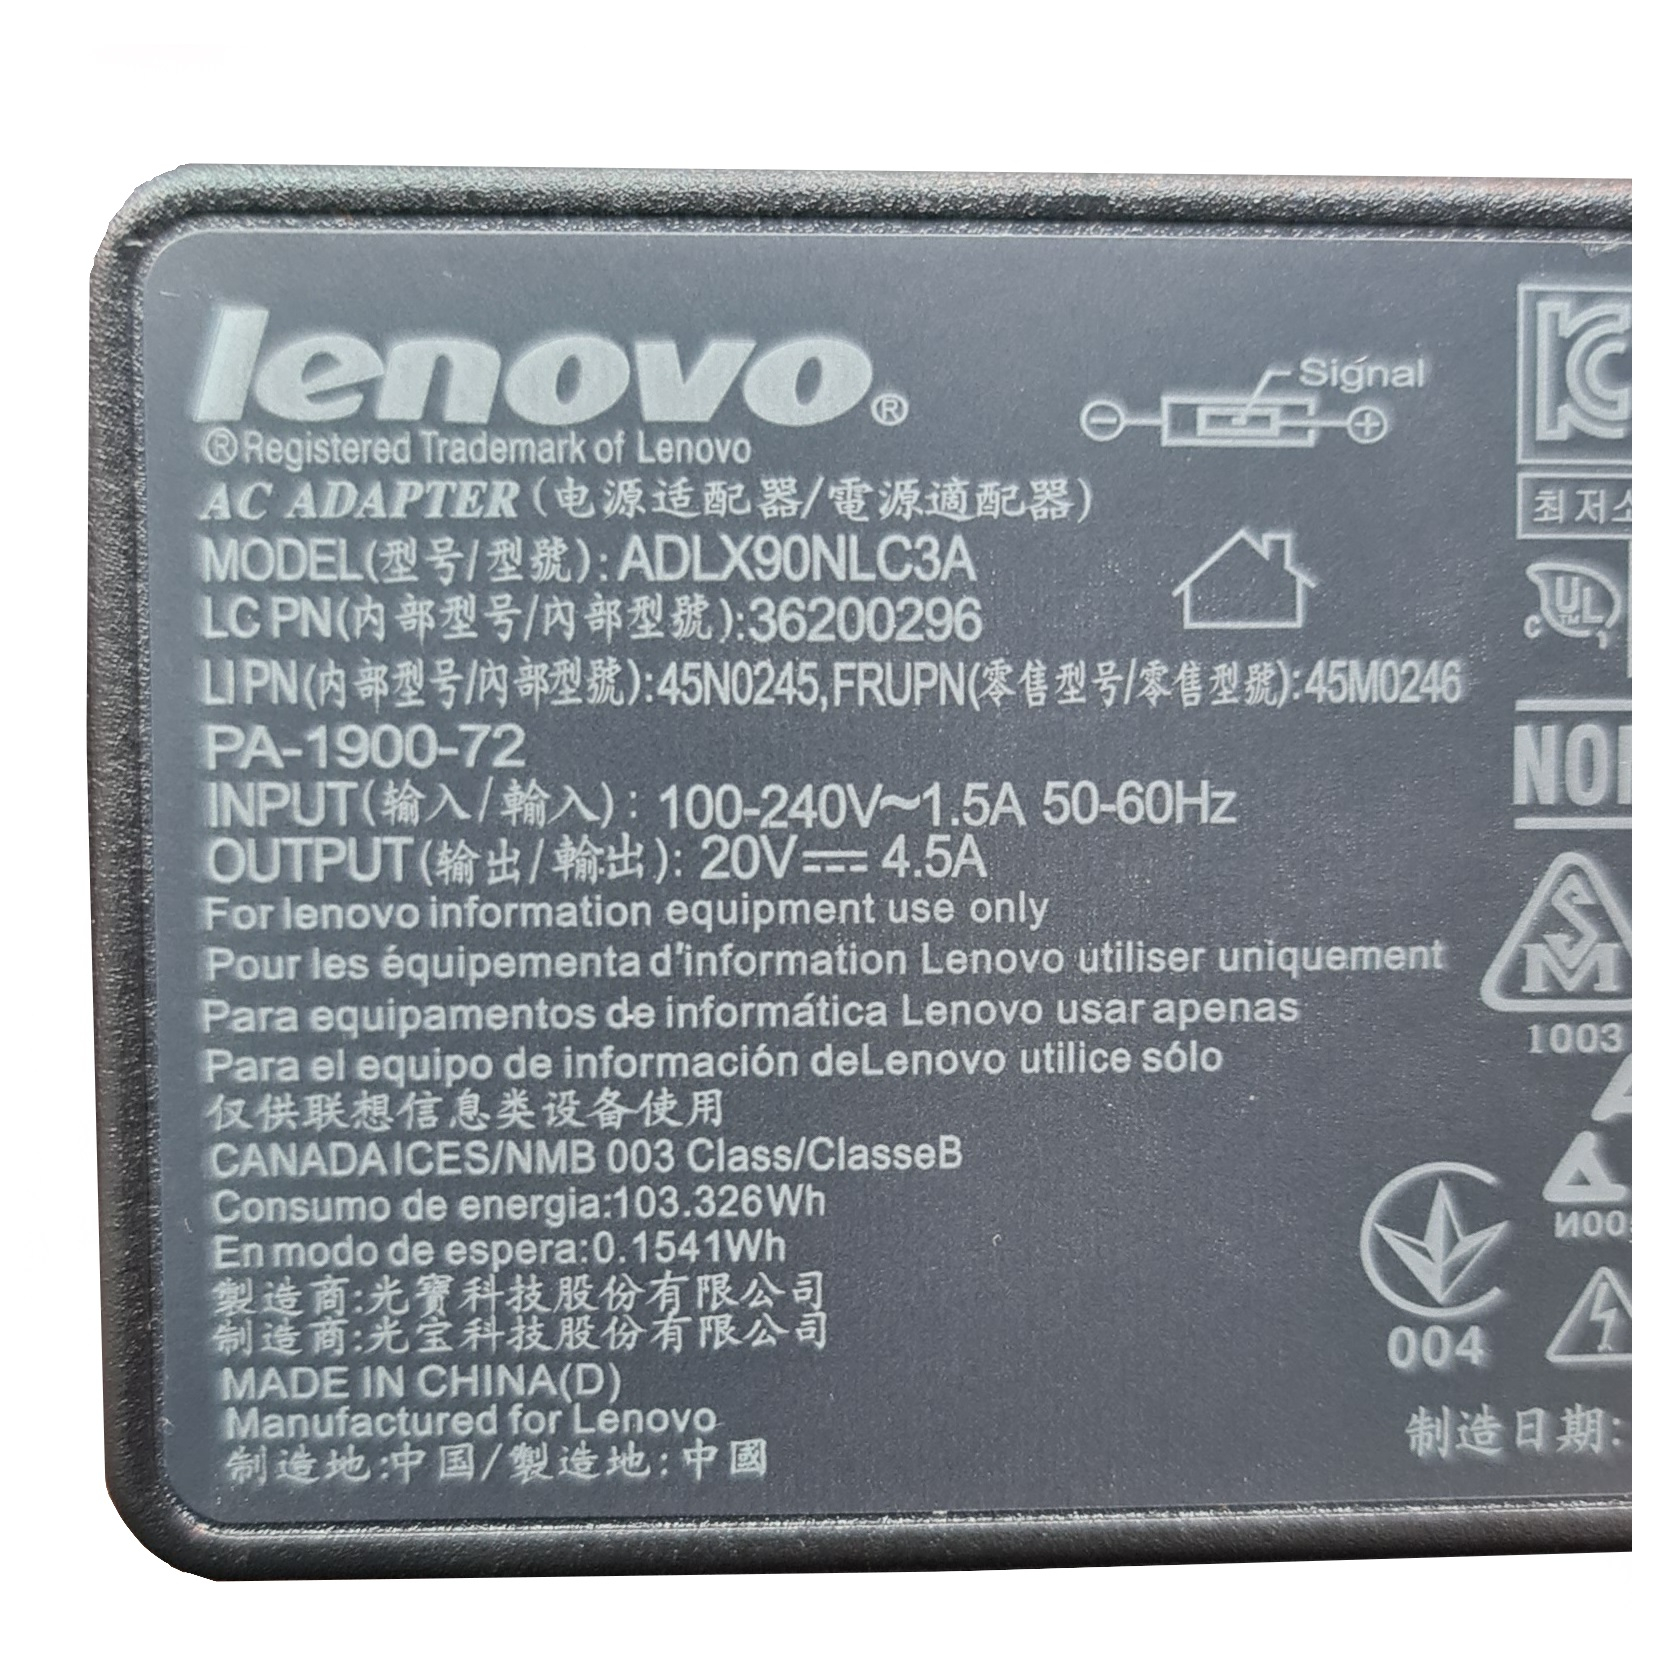 lenovo®
®Registered Trademark of Lenovo
AC ADAPTER(电源适配器/電源適配器)
MODEL(型号/型號):ADLX90NLC3A
LC PN(内部型号/內部型號):36200296
LI PN(内部型号/內部型號):45N0245,FRUPN(零售型号/零售型號):45M0246
PA-1900-72
INPUT(输入/輸入): 100-240V~1.5A 50-60Hz
OUTPUT(输出/輸出): 20V⎓4.5A
For lenovo information equipment use only
Pour les équipementa d'information Lenovo utiliser uniquement
Para equipamentos de informática Lenovo usar apenas
Para el equipo de información deLenovo utilice sólo
仅供联想信息类设备使用
CANADA ICES/NMB 003 Class/ClasseB
Consumo de energia:103.326Wh
En modo de espera:0.1541Wh
製造商:光寶科技股份有限公司
制造商:光宝科技股份有限公司
MADE IN CHINA(D)
Manufactured for Lenovo
制造地:中国/製造地:中國
Signal
최저소
c UL
NO
SM
1003
И00
004
制造日期: